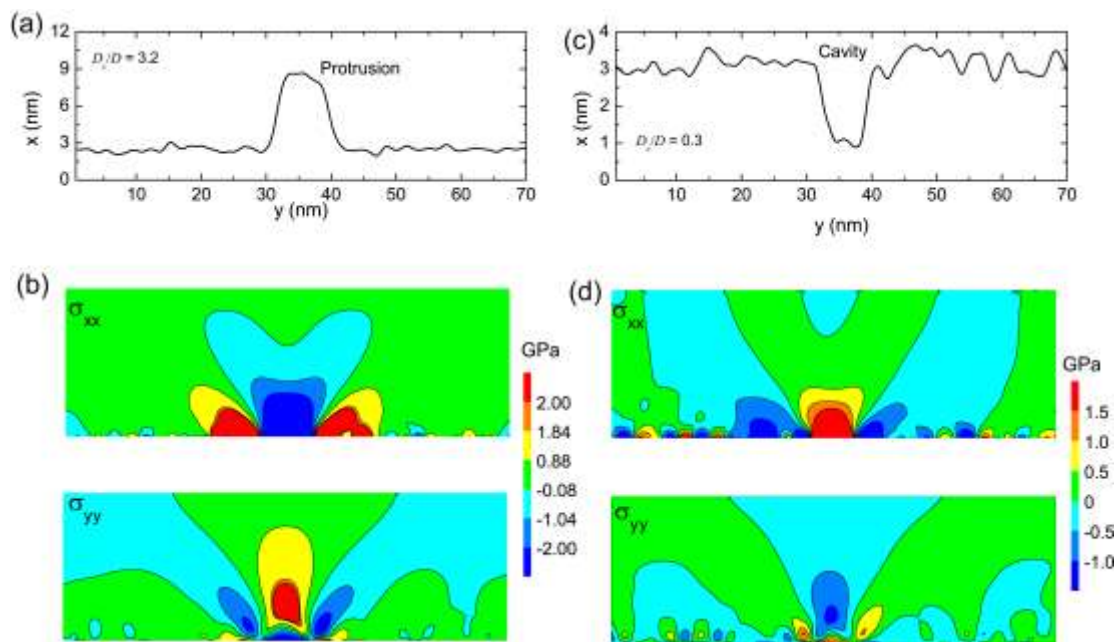 (a)
12
9
6
3
0
x (nm)
D_i/D = 3.2
Protrusion
10 20 30 40 50 60 70
y (nm)
(c)
4
3
2
1
0
x (nm)
Cavity
D_i/D = 0.3
10 20 30 40 50 60 70
y (nm)
(b)
σxx
σyy
GPa
2.00
1.84
0.88
-0.08
-1.04
-2.00
(d)
σxx
σyy
GPa
1.5
1.0
0.5
0
-0.5
-1.0